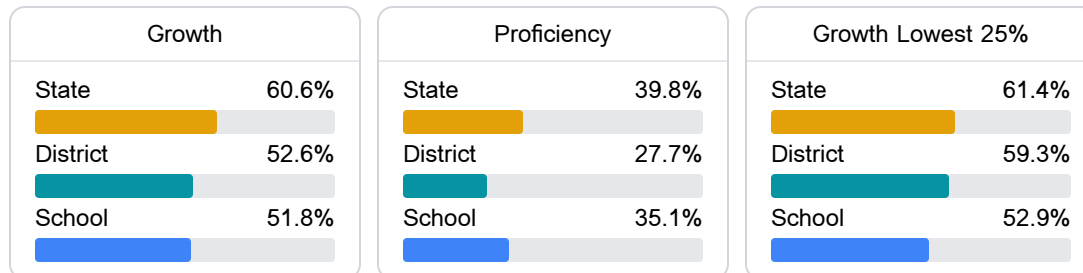 Growth
State 60.6%
District 52.6%
School 51.8%
Proficiency
State 39.8%
District 27.7%
School 35.1%
Growth Lowest 25%
State 61.4%
District 59.3%
School 52.9%